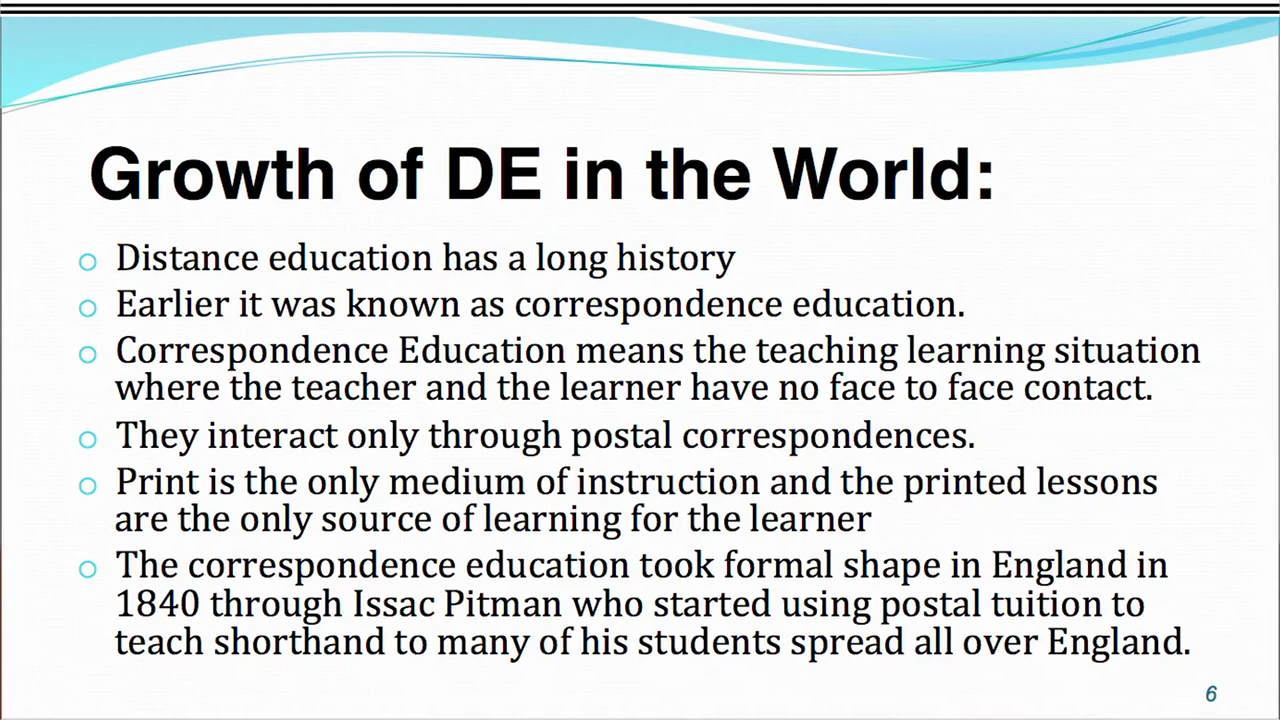 Growth of DE in the World:
Distance education has a long history
Earlier it was known as correspondence education.
Correspondence Education means the teaching learning situation
where the teacher and the learner have no face to face contact.
They interact only through postal correspondences.
Print is the only medium of instruction and the printed lessons
are the only source of learning for the learner
The correspondence education took formal shape in England in
1840 through Issac Pitman who started using postal tuition to
teach shorthand to many of his students spread all over England.
6